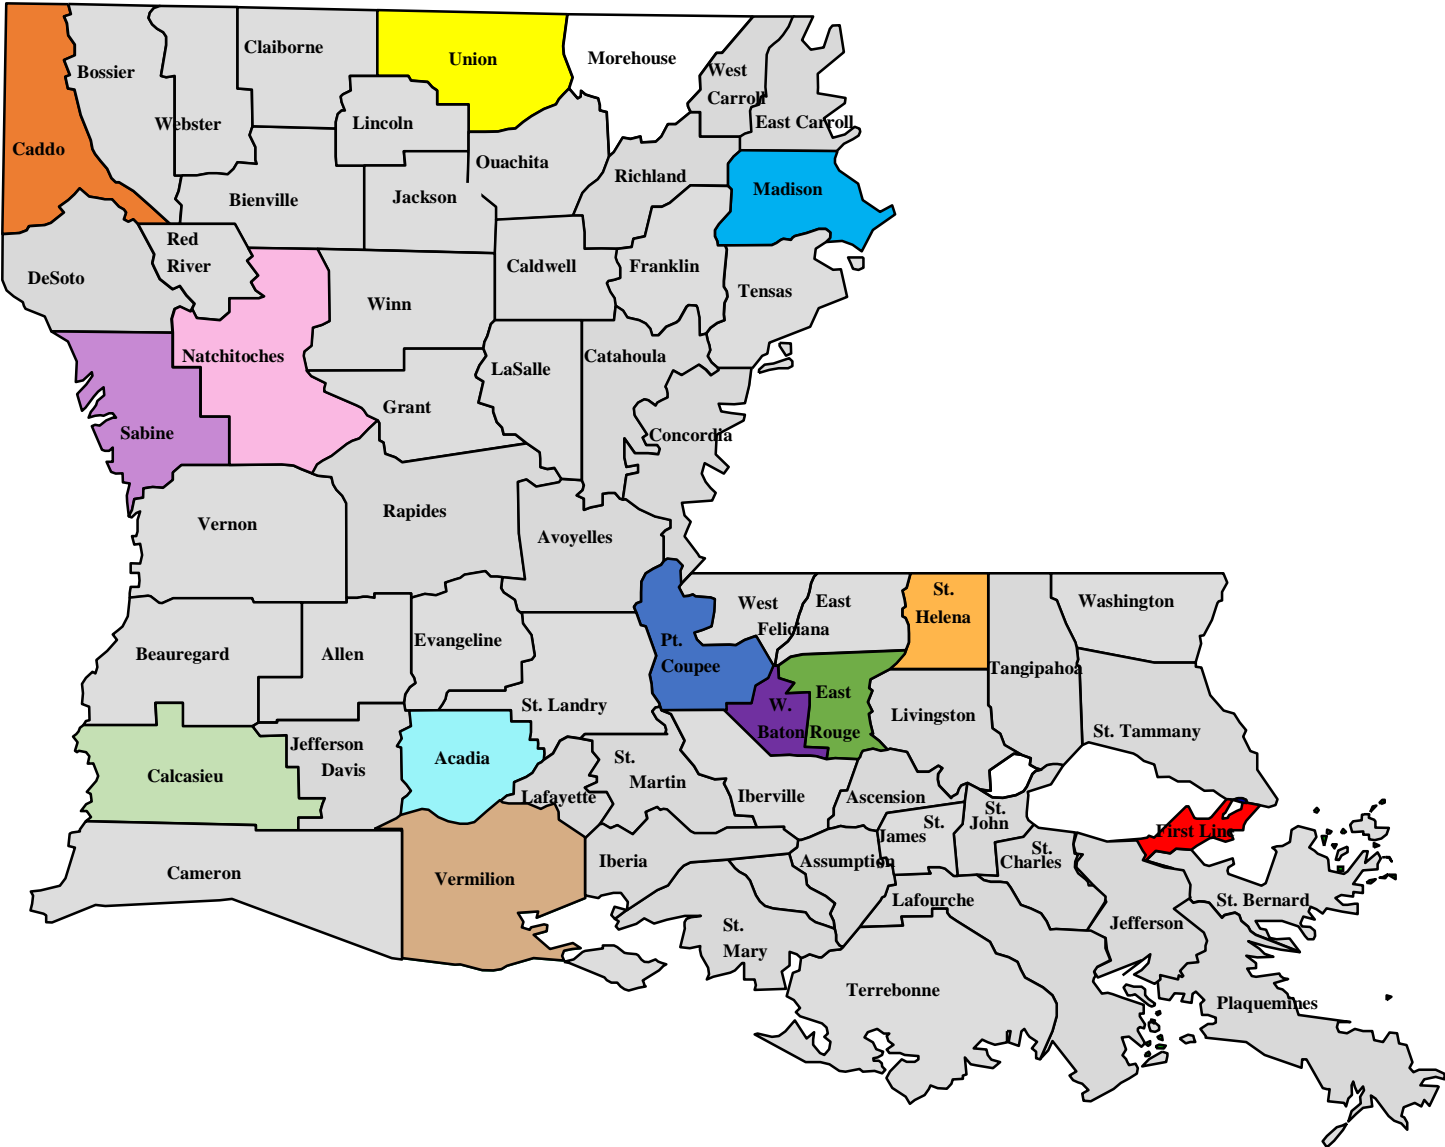 Claiborne
Union
Morehouse
Bossier
West
Carroll
Webster
Lincoln
East Carroll
Caddo
Ouachita
Richland
Madison
Bienville
Jackson
Red
River
DeSoto
Caldwell
Franklin
Tensas
Winn
Natchitoches
LaSalle
Catahoula
Grant
Sabine
Concordia
Vernon
Rapides
Avoyelles
West
Feliciana
East
St.
Helena
Washington
Beauregard
Allen
Evangeline
Pt.
Coupee
Tangipahoa
St. Landry
W.
Baton
East
Rouge
Livingston
St. Tammany
Jefferson
Davis
Acadia
Calcasieu
Lafayette
St.
Martin
Iberville
Ascension
St.
James
St.
John
St.
Charles
First Line
Cameron
Vermilion
Iberia
Assumption
Lafourche
St. Bernard
St.
Mary
Jefferson
Terrebonne
Plaquemines